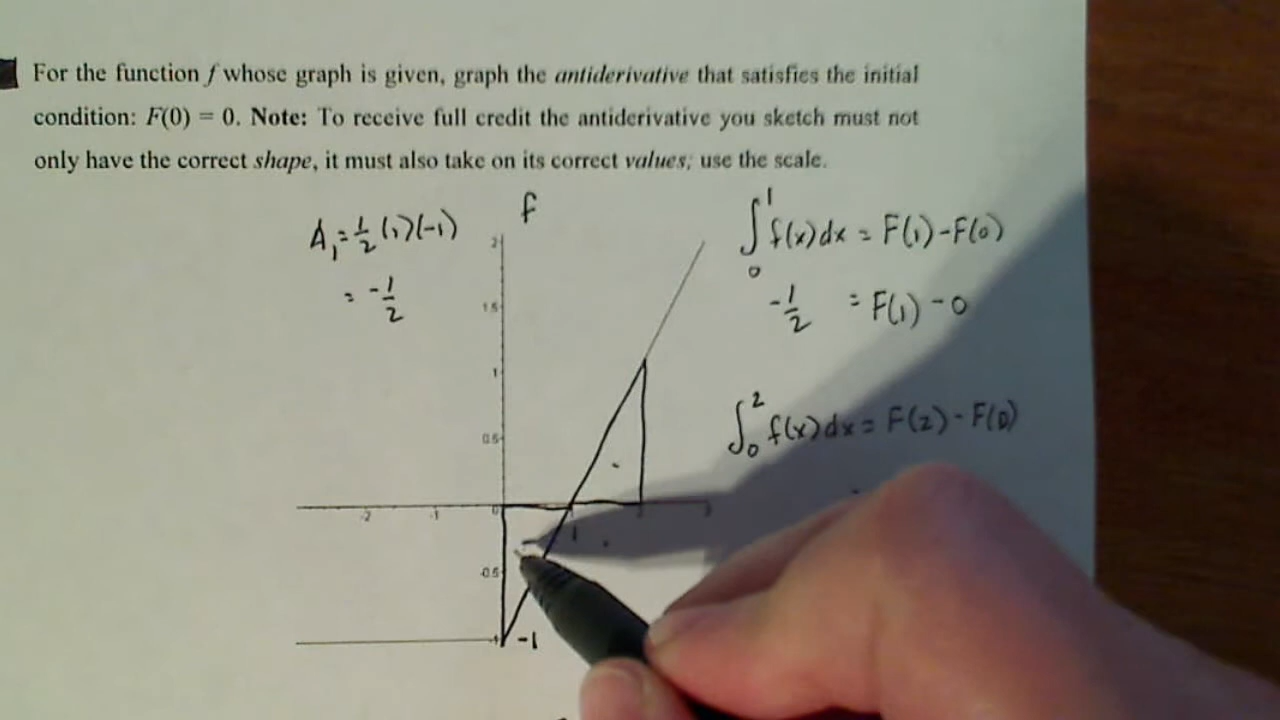 For the function f whose graph is given, graph the antiderivative that satisfies the initial
condition: F(0) = 0. Note: To receive full credit the antiderivative you sketch must not
only have the correct shape, it must also take on its correct values; use the scale.
f
A₁ = 1/2 (1)(-1)
= -1/2
∫₀¹ f(x)dx = F(1) - F(0)
-1/2 = F(1) - 0
∫₀² f(x)dx = F(2) - F(0)
2
1.5
1
0.5
-2 -1 0 1
-0.5
-1 -1